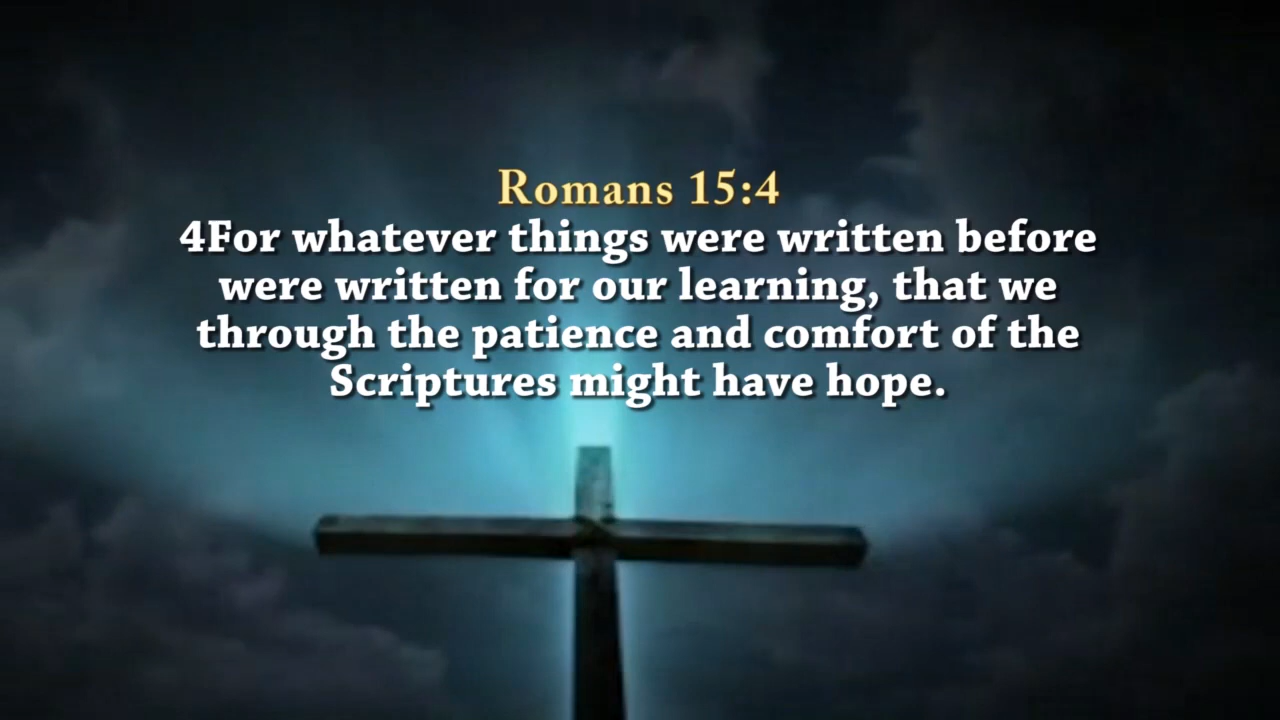 Romans 15:4
4For whatever things were written before
were written for our learning, that we
through the patience and comfort of the
Scriptures might have hope.